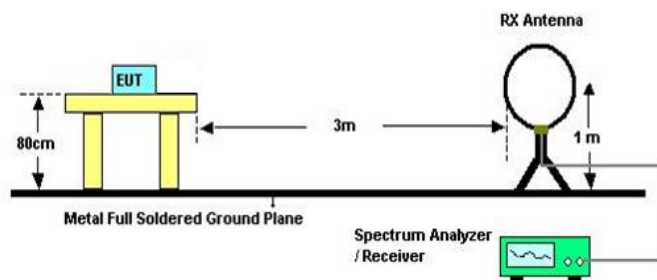 RX Antenna
EUT
3m
80cm
1 m
Metal Full Soldered Ground Plane
Spectrum Analyzer
/ Receiver